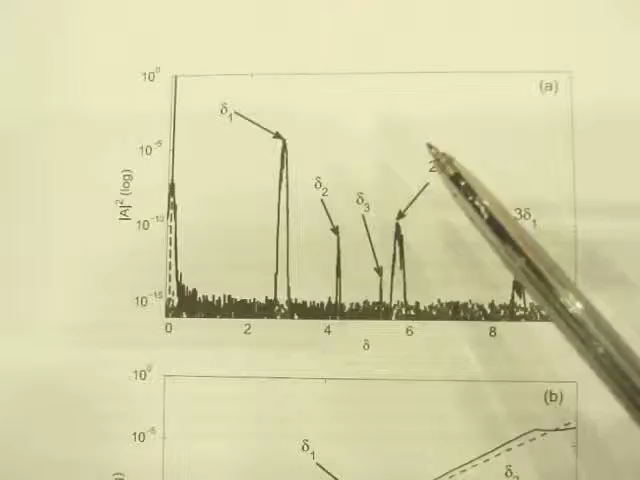 10⁰
(a)
δ₁
10⁻⁵
2
δ₂
δ₃
|A|² (log)
10⁻¹⁰
3δ₁
10⁻¹⁵
0 2 4 6 8
δ
10⁰
(b)
10⁻⁵
δ₁